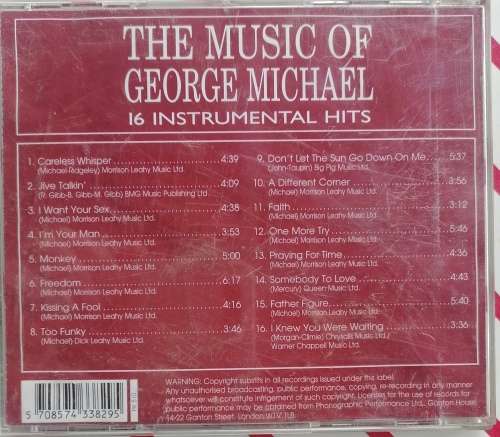 THE MUSIC OF
GEORGE MICHAEL
16 INSTRUMENTAL HITS
1. Careless Whisper 4:39
(Michael-Ridgeley) Morrison Leahy Music Ltd.
2. Jive Talkin' 4:09
(R. Gibb-B. Gibb-M. Gibb) BMG Music Publishing Ltd.
3. I Want Your Sex 4:38
(Michael) Morrison Leahy Music Ltd.
4. I'm Your Man 3:53
(Michael) Morrison Leahy Music Ltd.
5. Monkey 5:00
(Michael) Morrison Leahy Music Ltd.
6. Freedom 6:17
(Michael) Morrison Leahy Music Ltd.
7. Kissing A Fool 4:16
(Michael) Morrison Leahy Music Ltd.
8. Too Funky 3:46
(Michael) Dick Leahy Music Ltd.
9. Don't Let The Sun Go Down On Me 5:37
(John-Taupin) Big Pig Music Ltd.
10. A Different Corner 3:56
(Michael) Morrison Leahy Music Ltd.
11. Faith 3:12
(Michael) Morrison Leahy Music Ltd.
12. One More Try 5:46
(Michael) Morrison Leahy Music Ltd.
13. Praying For Time 4:36
(Michael) Morrison Leahy Music Ltd.
14. Somebody To Love 4:43
(Mercury) Queen Music Ltd.
15. Father Figure 5:40
(Michael) Morrison Leahy Music Ltd.
16. I Knew You Were Waiting 3:36
(Morgan-Climie) Chrysalis Music Ltd./
Warner Chappell Music Ltd.
5 708574 338295
WARNING: Copyright subsists in all recordings issued under this label.
Any unauthorised broadcasting, public performance, copying, re-recording in any manner
whatsoever will constitute infringement of such copyright. Licenses for the use of records for
public performance may be obtained from Phonographic Performance Ltd., Ganton House
14-22 Ganton Street, London W1V 1LB